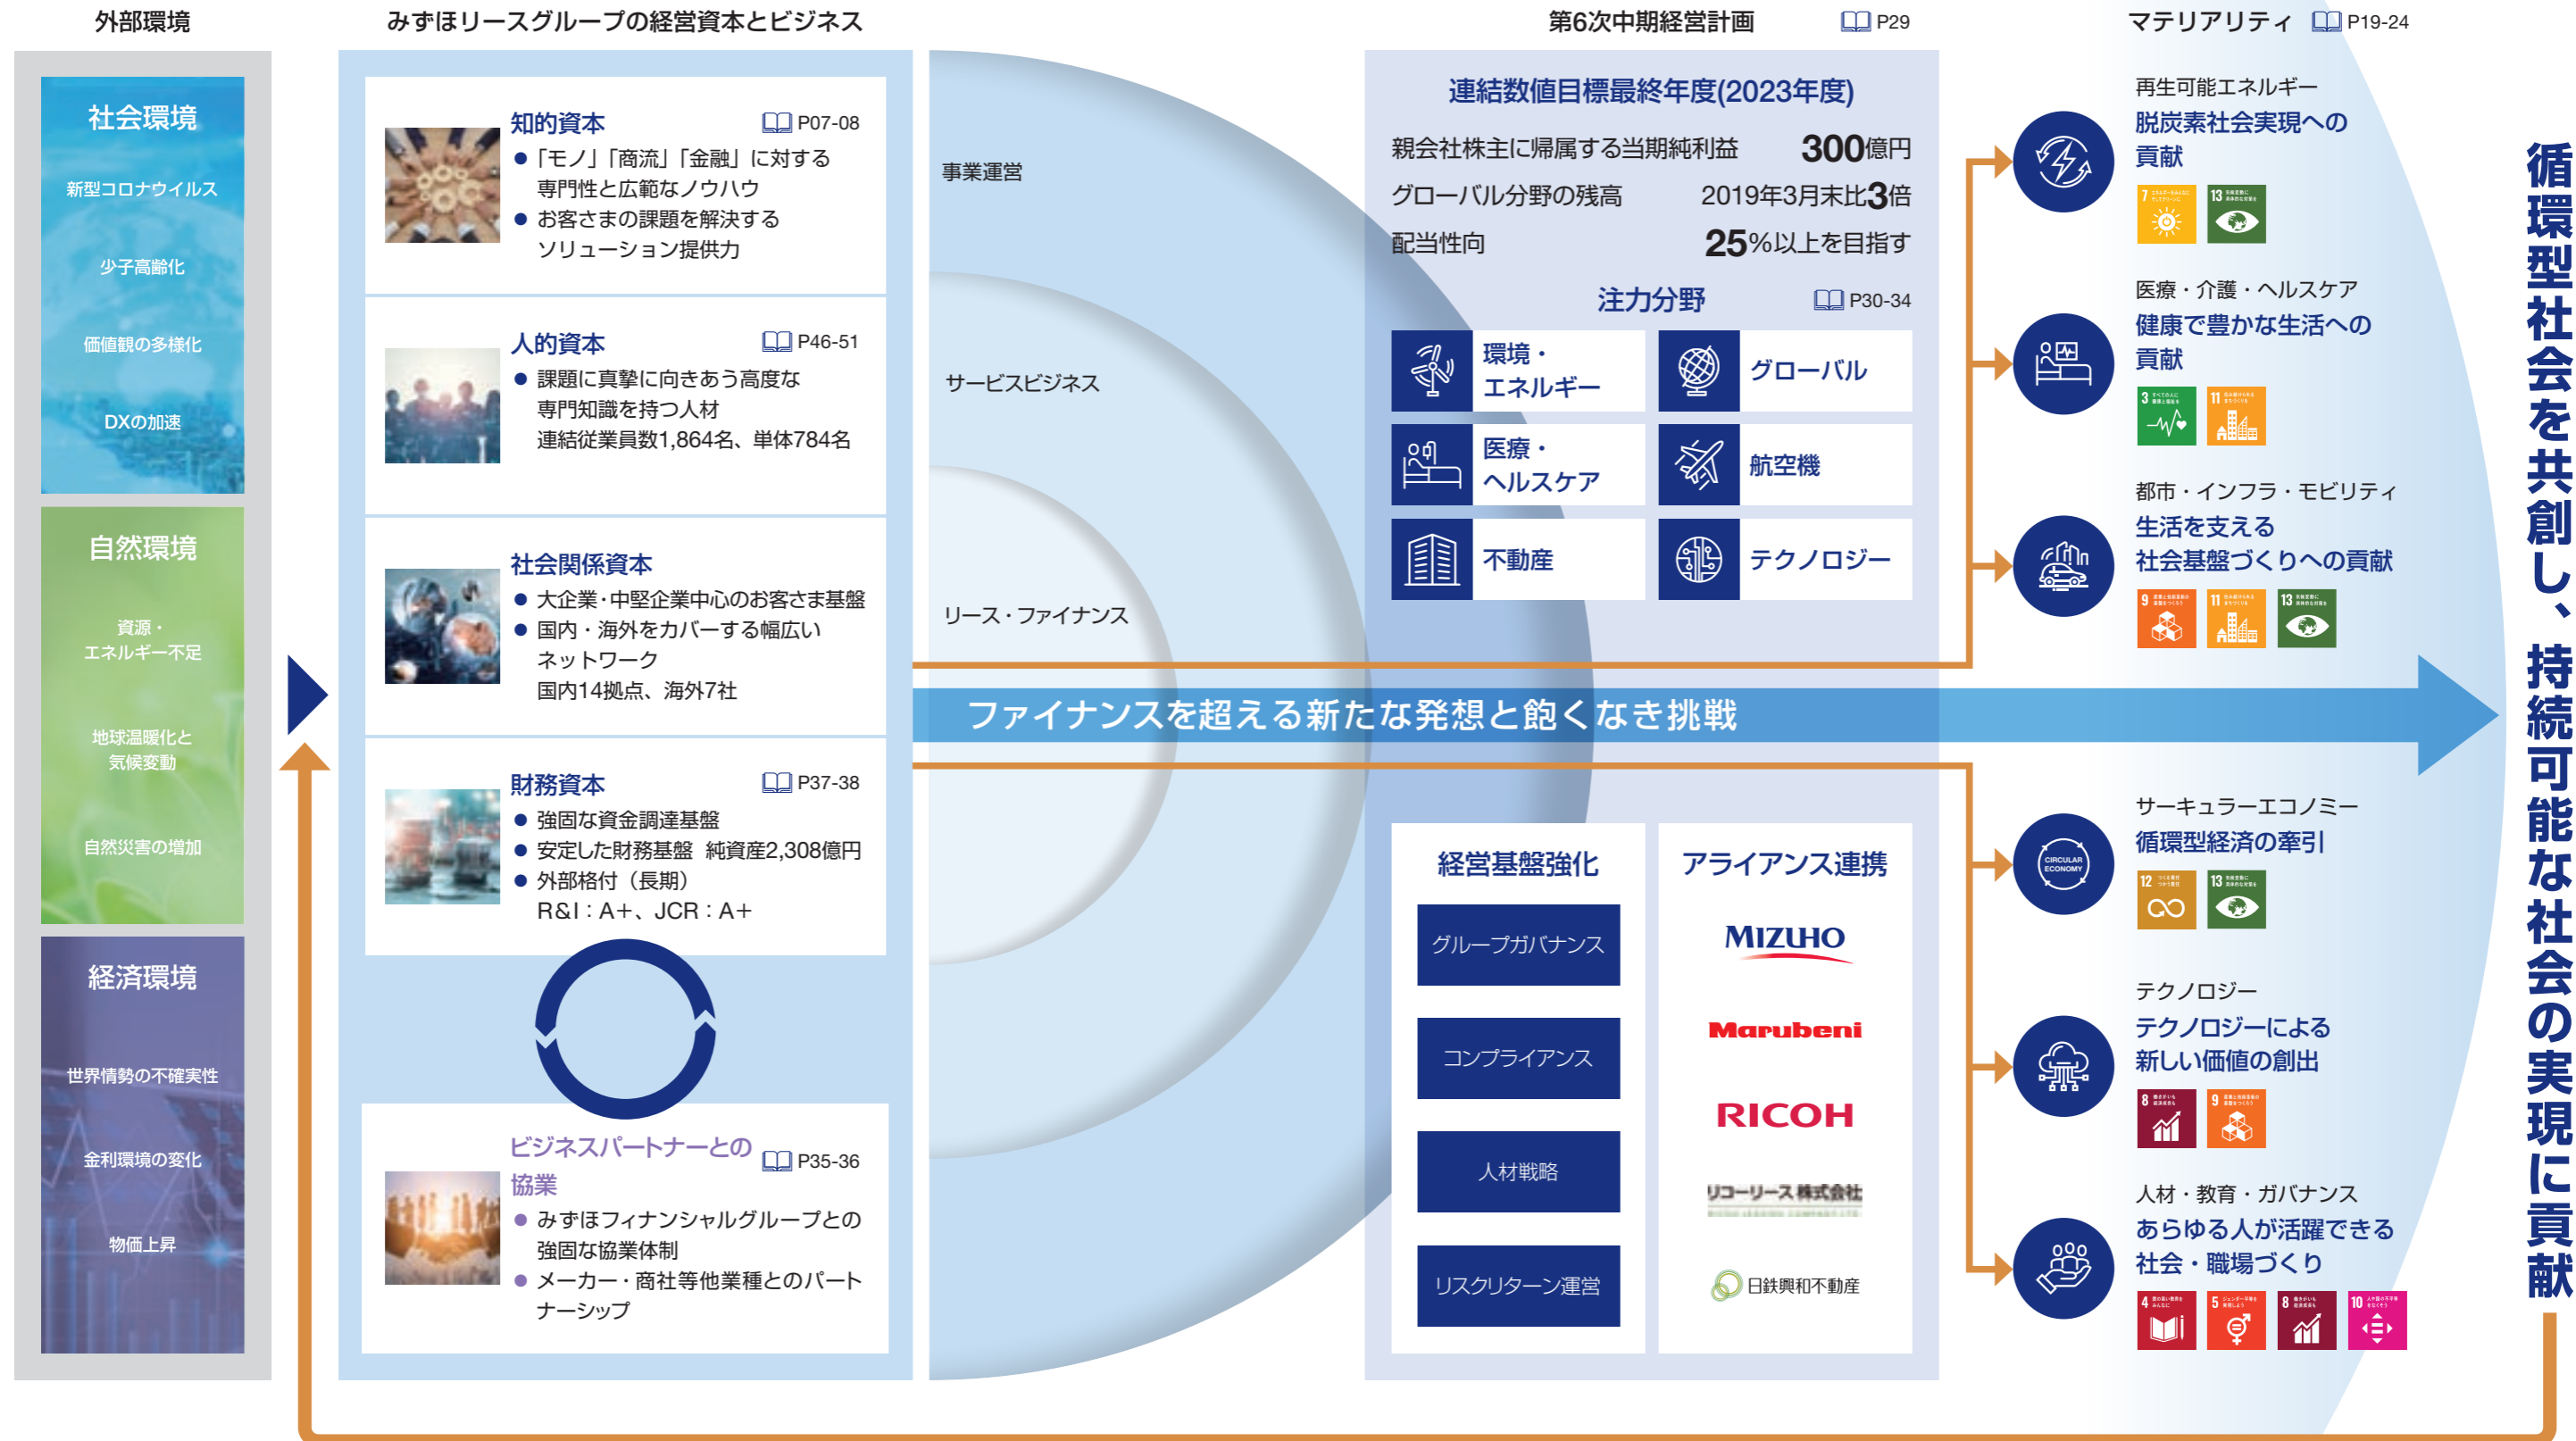 外部環境
社会環境
新型コロナウイルス
少子高齢化
価値観の多様化
DXの加速
自然環境
資源・
エネルギー不足
地球温暖化と
気候変動
自然災害の増加
経済環境
世界情勢の不確実性
金利環境の変化
物価上昇
みずほリースグループの経営資本とビジネス
知的資本
P07-08
● 「モノ」「商流」「金融」に対する
専門性と広範なノウハウ
● お客さまの課題を解決する
ソリューション提供力
人的資本
P46-51
● 課題に真摯に向きあう高度な
専門知識を持つ人材
連結従業員数1,864名、単体784名
社会関係資本
● 大企業・中堅企業中心のお客さま基盤
● 国内・海外をカバーする幅広い
ネットワーク
国内14拠点、海外7社
財務資本
P37-38
● 強固な資金調達基盤
● 安定した財務基盤 純資産2,308億円
● 外部格付（長期）
R&I：A＋、JCR：A＋
ビジネスパートナーとの
協業
P35-36
● みずほフィナンシャルグループとの
強固な協業体制
● メーカー・商社等他業種とのパート
ナーシップ
事業運営
サービスビジネス
リース・ファイナンス
ファイナンスを超える新たな発想と飽くなき挑戦
第6次中期経営計画
P29
連結数値目標最終年度(2023年度)
親会社株主に帰属する当期純利益 300億円
グローバル分野の残高 2019年3月末比3倍
配当性向 25%以上を目指す
注力分野
P30-34
環境・
エネルギー
グローバル
医療・
ヘルスケア
航空機
不動産
テクノロジー
経営基盤強化
グループガバナンス
コンプライアンス
人材戦略
リスクリターン運営
アライアンス連携
MIZUHO
Marubeni
RICOH
リコーリース株式会社
日鉄興和不動産
マテリアリティ
P19-24
再生可能エネルギー
脱炭素社会実現への
貢献
7
13
医療・介護・ヘルスケア
健康で豊かな生活への
貢献
3
11
都市・インフラ・モビリティ
生活を支える
社会基盤づくりへの貢献
9
11
13
サーキュラーエコノミー
循環型経済の牽引
CIRCULAR
ECONOMY
12
13
テクノロジー
テクノロジーによる
新しい価値の創出
8
9
人材・教育・ガバナンス
あらゆる人が活躍できる
社会・職場づくり
4
5
8
10
循環型社会を共創し、持続可能な社会の実現に貢献